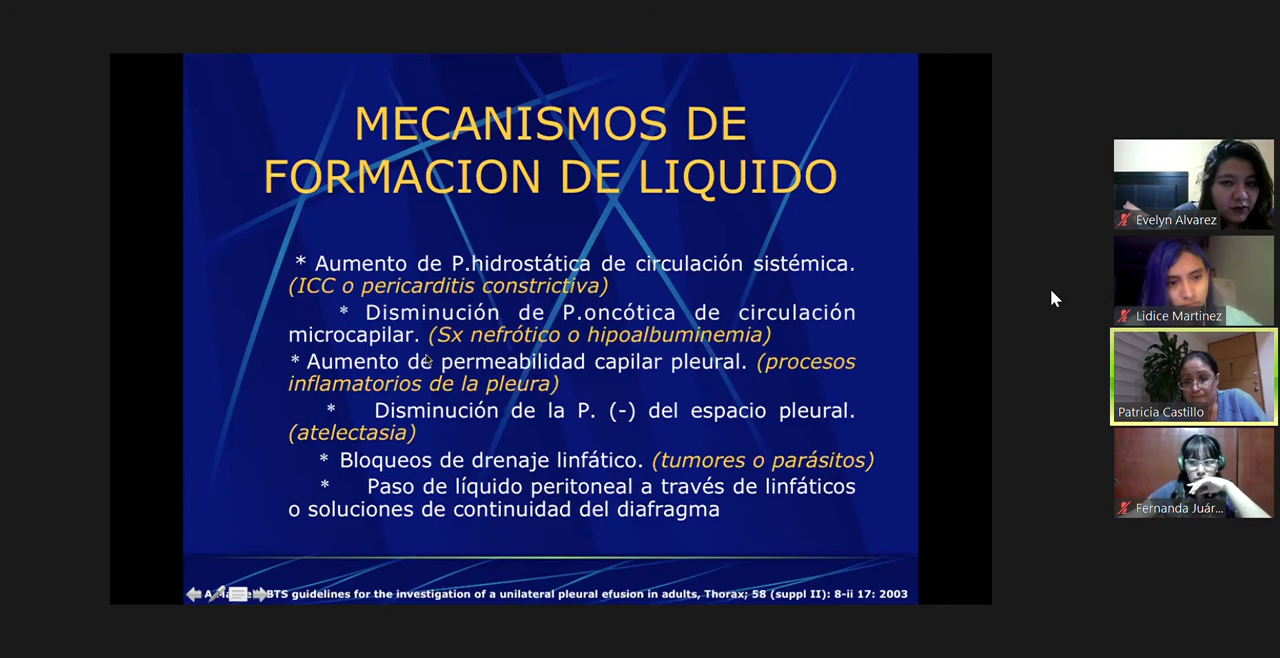 MECANISMOS DE
FORMACION DE LIQUIDO
* Aumento de P.hidrostática de circulación sistémica.
(ICC o pericarditis constrictiva)
* Disminución de P.oncótica de circulación
microcapilar. (Sx nefrótico o hipoalbuminemia)
* Aumento de permeabilidad capilar pleural. (procesos
inflamatorios de la pleura)
* Disminución de la P. (-) del espacio pleural.
(atelectasia)
* Bloqueos de drenaje linfático. (tumores o parásitos)
* Paso de líquido peritoneal a través de linfáticos
o soluciones de continuidad del diafragma
BTS guidelines for the investigation of a unilateral pleural efusion in adults, Thorax; 58 (suppl II): 8-ii 17: 2003
Evelyn Alvarez
Lidice Martinez
Patricia Castillo
Fernanda Juár...